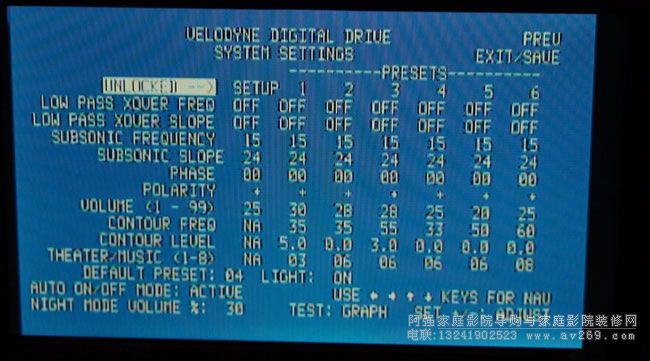 VELODYNE DIGITAL DRIVE PREV
SYSTEM SETTINGS EXIT/SAVE
----------PRESETS----------
UNLOCKED --> SETUP 1 2 3 4 5 6
LOW PASS XOVER FREQ OFF OFF OFF OFF OFF OFF OFF
LOW PASS XOVER SLOPE OFF OFF OFF OFF OFF OFF OFF
SUBSONIC FREQUENCY 15 15 15 15 15 15 15
SUBSONIC SLOPE 24 24 24 24 24 24 24
PHASE 00 00 00 00 00 00 00
POLARITY + + + + + + +
VOLUME (1 - 99) 25 30 28 28 25 20 25
CONTOUR FREQ NA 35 35 55 33 50 60
CONTOUR LEVEL NA 5.0 0.0 3.0 0.0 0.0 0.0
THEATER/MUSIC (1-8) NA 03 06 06 06 06 08
DEFAULT PRESET: 04 LIGHT: ON
AUTO ON/OFF MODE: ACTIVE USE ← → ↑ ↓ KEYS FOR NAV
NIGHT MODE VOLUME %: 30 TEST: GRAPH SET ADJUST
阿强家庭影院导购与家庭影院装修网
电联:13241902523 www.av269.com